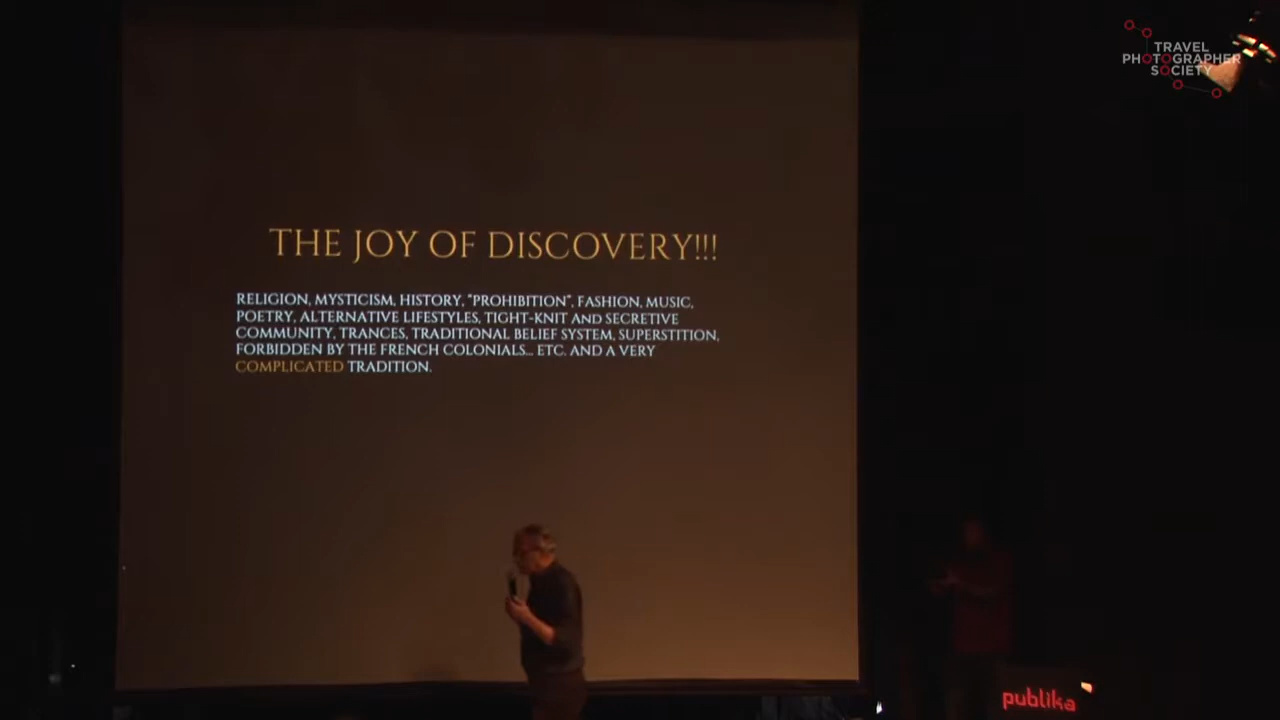 TRAVEL
PHOTOGRAPHER
SOCIETY
THE JOY OF DISCOVERY!!!
RELIGION, MYSTICISM, HISTORY, "PROHIBITION", FASHION, MUSIC,
POETRY, ALTERNATIVE LIFESTYLES, TIGHT-KNIT AND SECRETIVE
COMMUNITY, TRANCES, TRADITIONAL BELIEF SYSTEM, SUPERSTITION,
FORBIDDEN BY THE FRENCH COLONIALS... ETC. AND A VERY
COMPLICATED TRADITION.
publika